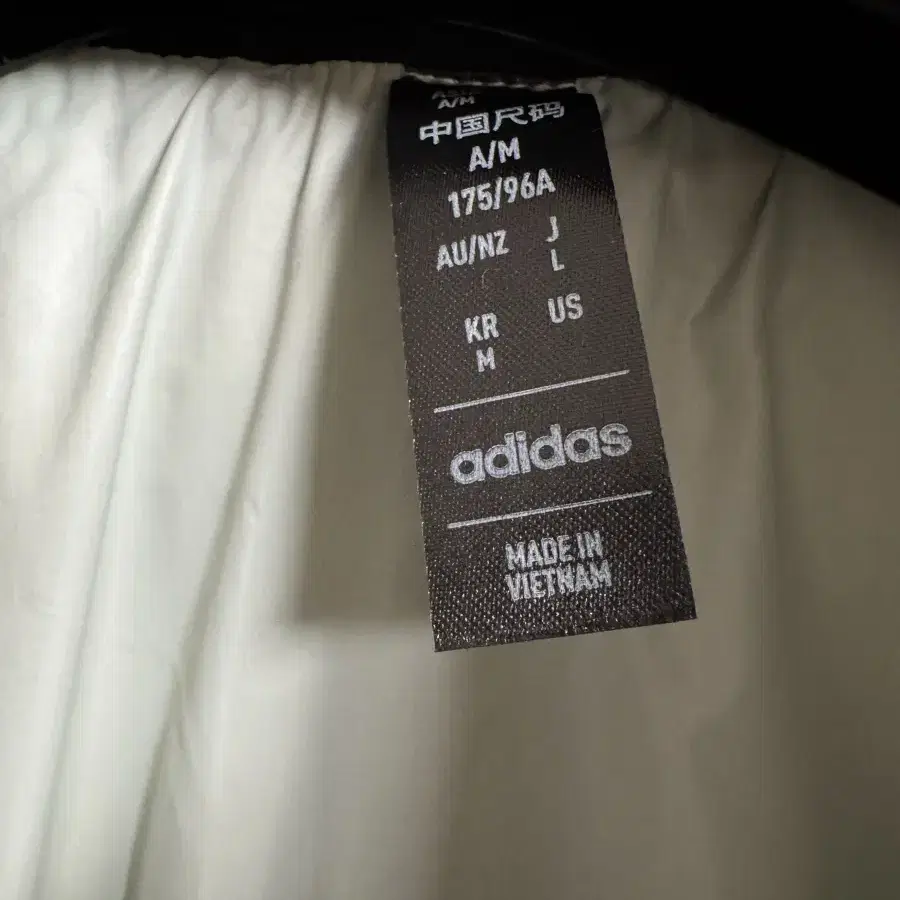 A/M
中国尺码
A/M
175/96A
AU/NZ J
L
KR US
M
adidas
MADE IN
VIETNAM